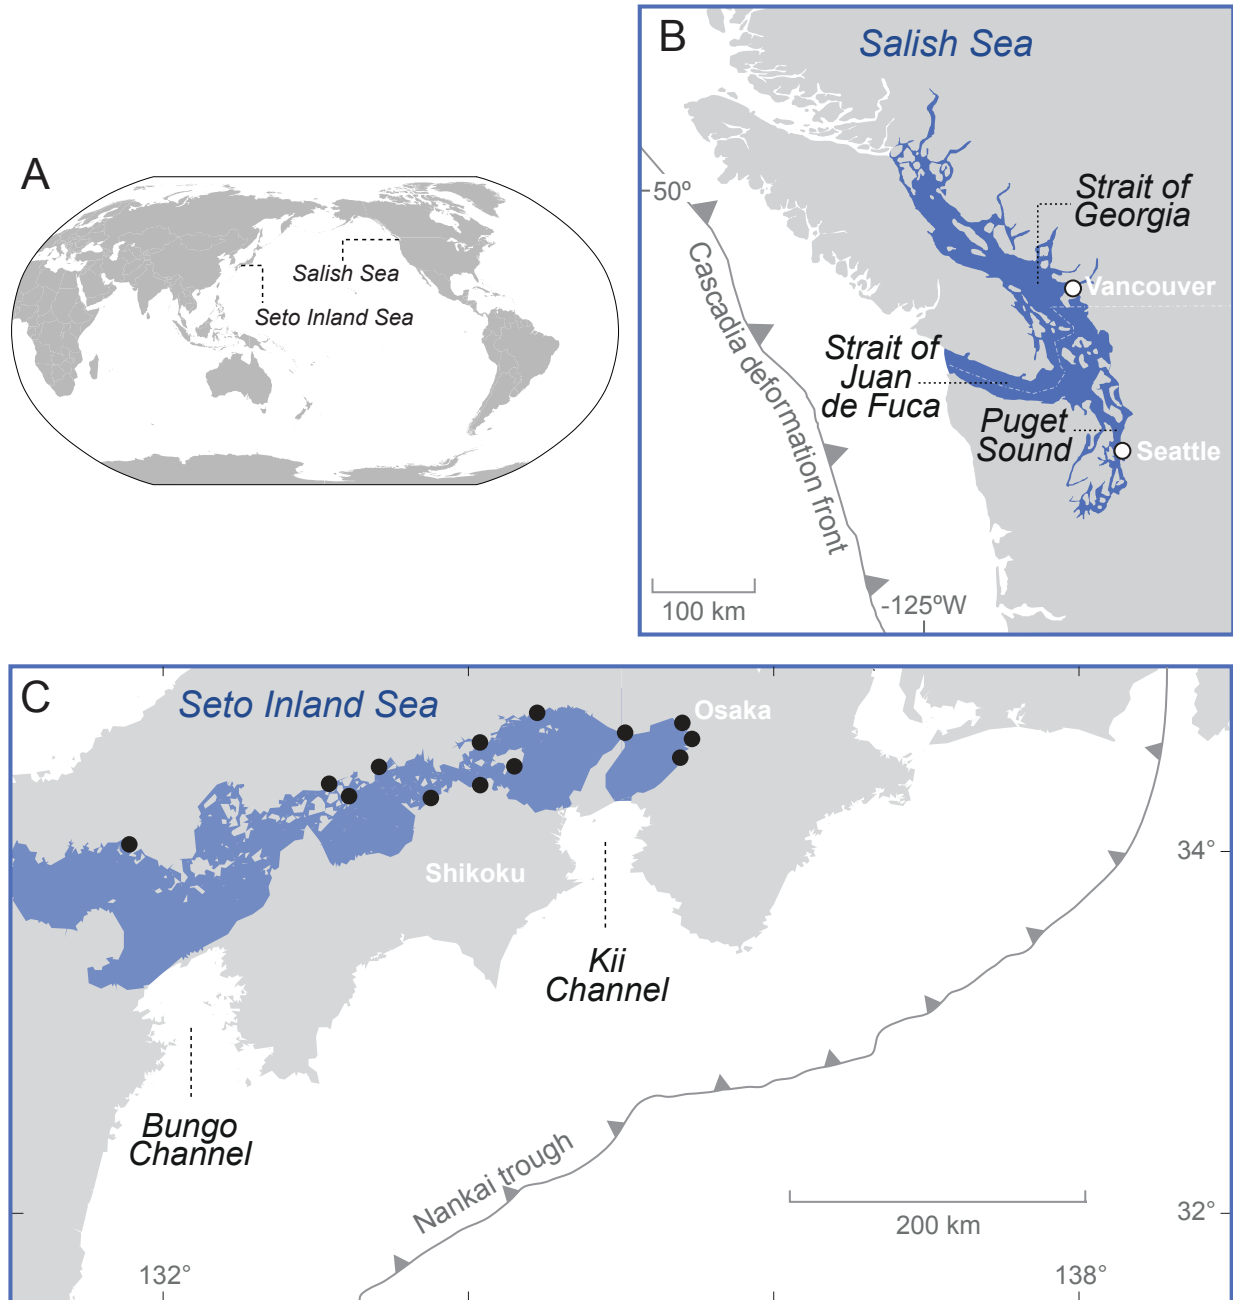 A
Salish Sea
Seto Inland Sea
B
Salish Sea
50º
Strait of
Georgia
Vancouver
Cascadia deformation front
Strait of
Juan
de Fuca
Puget
Sound
Seattle
100 km
-125ºW
C
Seto Inland Sea
Osaka
Shikoku
34°
Kii
Channel
Bungo
Channel
Nankai trough
200 km
32°
132°
138°